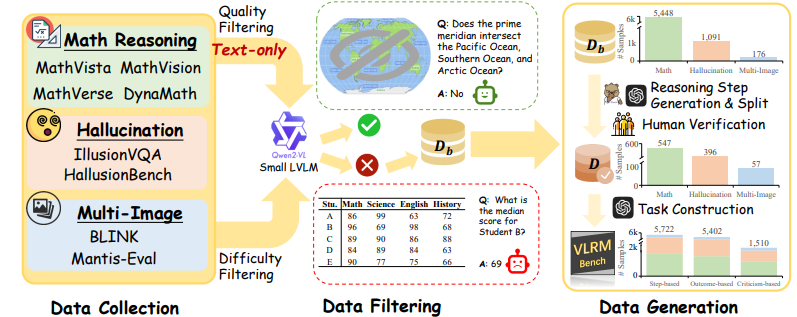 Math Reasoning
MathVista MathVision
MathVerse DynaMath
Hallucination
IllusionVQA
HallusionBench
Multi-Image
BLINK
Mantis-Eval
Data Collection
Quality
Filtering
Text-only
Qwen2-VL
Small LVLM
Difficulty
Filtering
Q: Does the prime
meridian intersect
the Pacific Ocean,
Southern Ocean, and
Arctic Ocean?
A: No
D_b
Stu. Math Science English History
A 86 99 63 72
B 96 69 98 68
C 89 90 86 88
D 84 89 84 63
E 90 77 75 66
Q: What is
the median
score for
Student B?
A: 69
Data Filtering
D_b
# Samples
6k
1k
0
5,448
1,091
176
Math Hallucination Multi-Image
Reasoning Step
Generation & Split
Human Verification
D
# Samples
600
100
0
547
396
57
Math Hallucination Multi-Image
Task Construction
VLRM
Bench
# Samples
6k
2k
0
5,722
5,402
1,510
Step-based Outcome-based Criticism-based
Data Generation